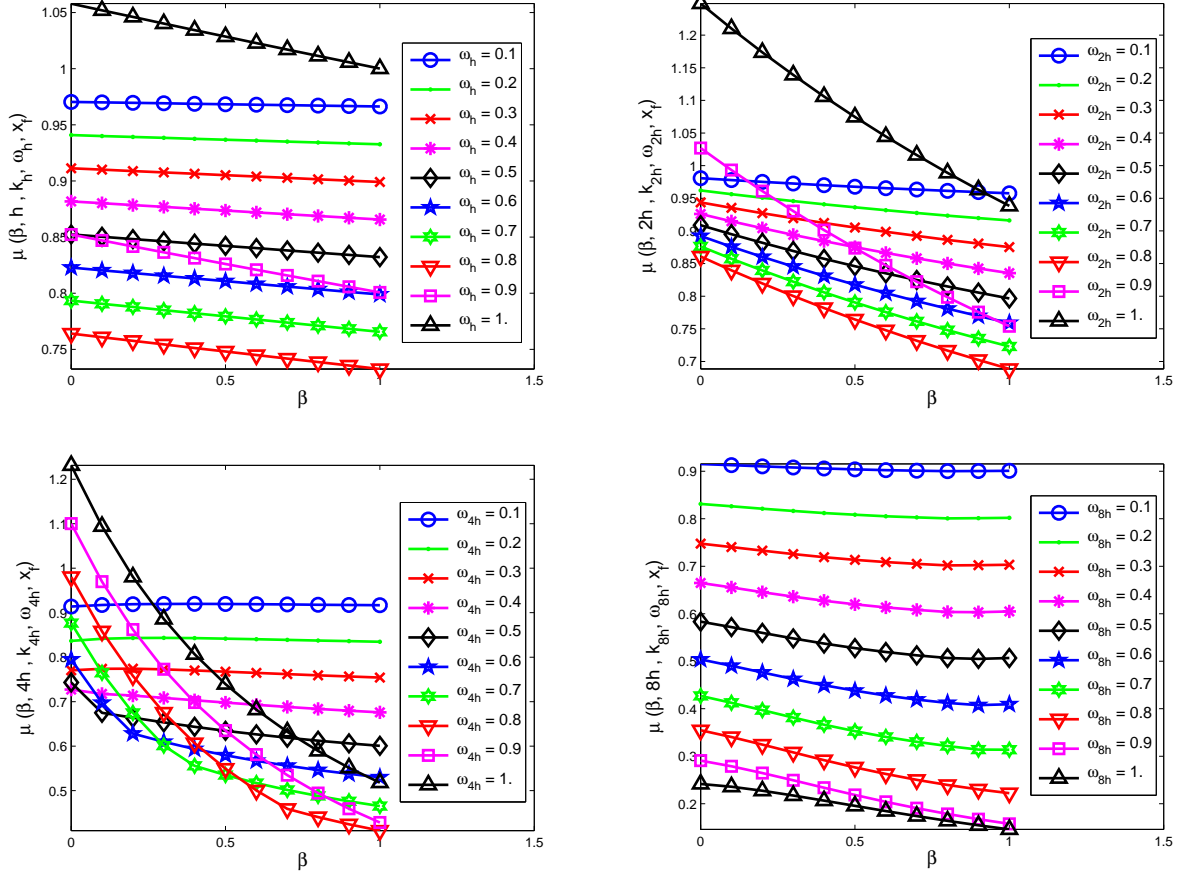 1.05
1
0.95
0.9
0.85
0.8
0.75
0
0.5
1
1.5
β
μ (β, h , k_h, ω_h, x_f)
ω_h = 0.1
ω_h = 0.2
ω_h = 0.3
ω_h = 0.4
ω_h = 0.5
ω_h = 0.6
ω_h = 0.7
ω_h = 0.8
ω_h = 0.9
ω_h = 1.
1.2
1.15
1.1
1.05
1
0.95
0.9
0.85
0.8
0.75
0.7
0
0.5
1
1.5
β
μ (β, 2h , k_2h, ω_2h, x_f)
ω_2h = 0.1
ω_2h = 0.2
ω_2h = 0.3
ω_2h = 0.4
ω_2h = 0.5
ω_2h = 0.6
ω_2h = 0.7
ω_2h = 0.8
ω_2h = 0.9
ω_2h = 1.
1.2
1.1
1
0.9
0.8
0.7
0.6
0.5
0
0.5
1
1.5
β
μ (β, 4h , k_4h, ω_4h, x_f)
ω_4h = 0.1
ω_4h = 0.2
ω_4h = 0.3
ω_4h = 0.4
ω_4h = 0.5
ω_4h = 0.6
ω_4h = 0.7
ω_4h = 0.8
ω_4h = 0.9
ω_4h = 1.
0.9
0.8
0.7
0.6
0.5
0.4
0.3
0.2
0
0.5
1
1.5
β
μ (β, 8h , k_8h, ω_8h, x_f)
ω_8h = 0.1
ω_8h = 0.2
ω_8h = 0.3
ω_8h = 0.4
ω_8h = 0.5
ω_8h = 0.6
ω_8h = 0.7
ω_8h = 0.8
ω_8h = 0.9
ω_8h = 1.